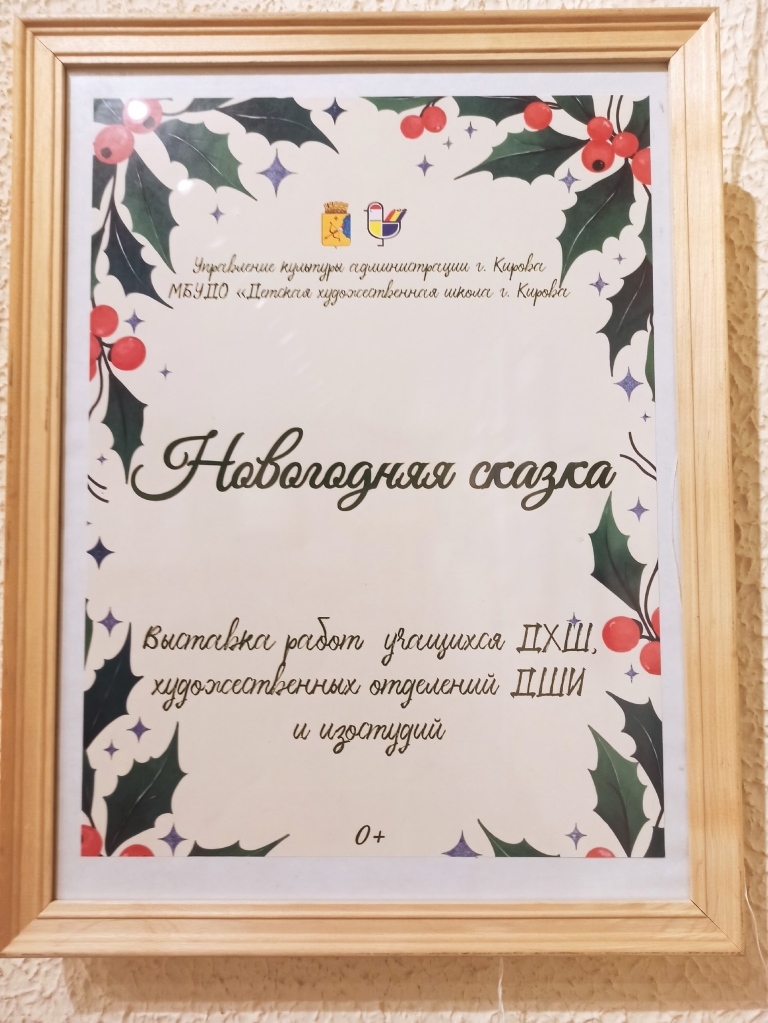 Управление культуры администрации г. Кирова
МБУДО «Детская художественная школа г. Кирова
Новогодняя сказка
Выставка работ учащихся ДХШ,
художественных отделений ДШИ
и изостудий
0+